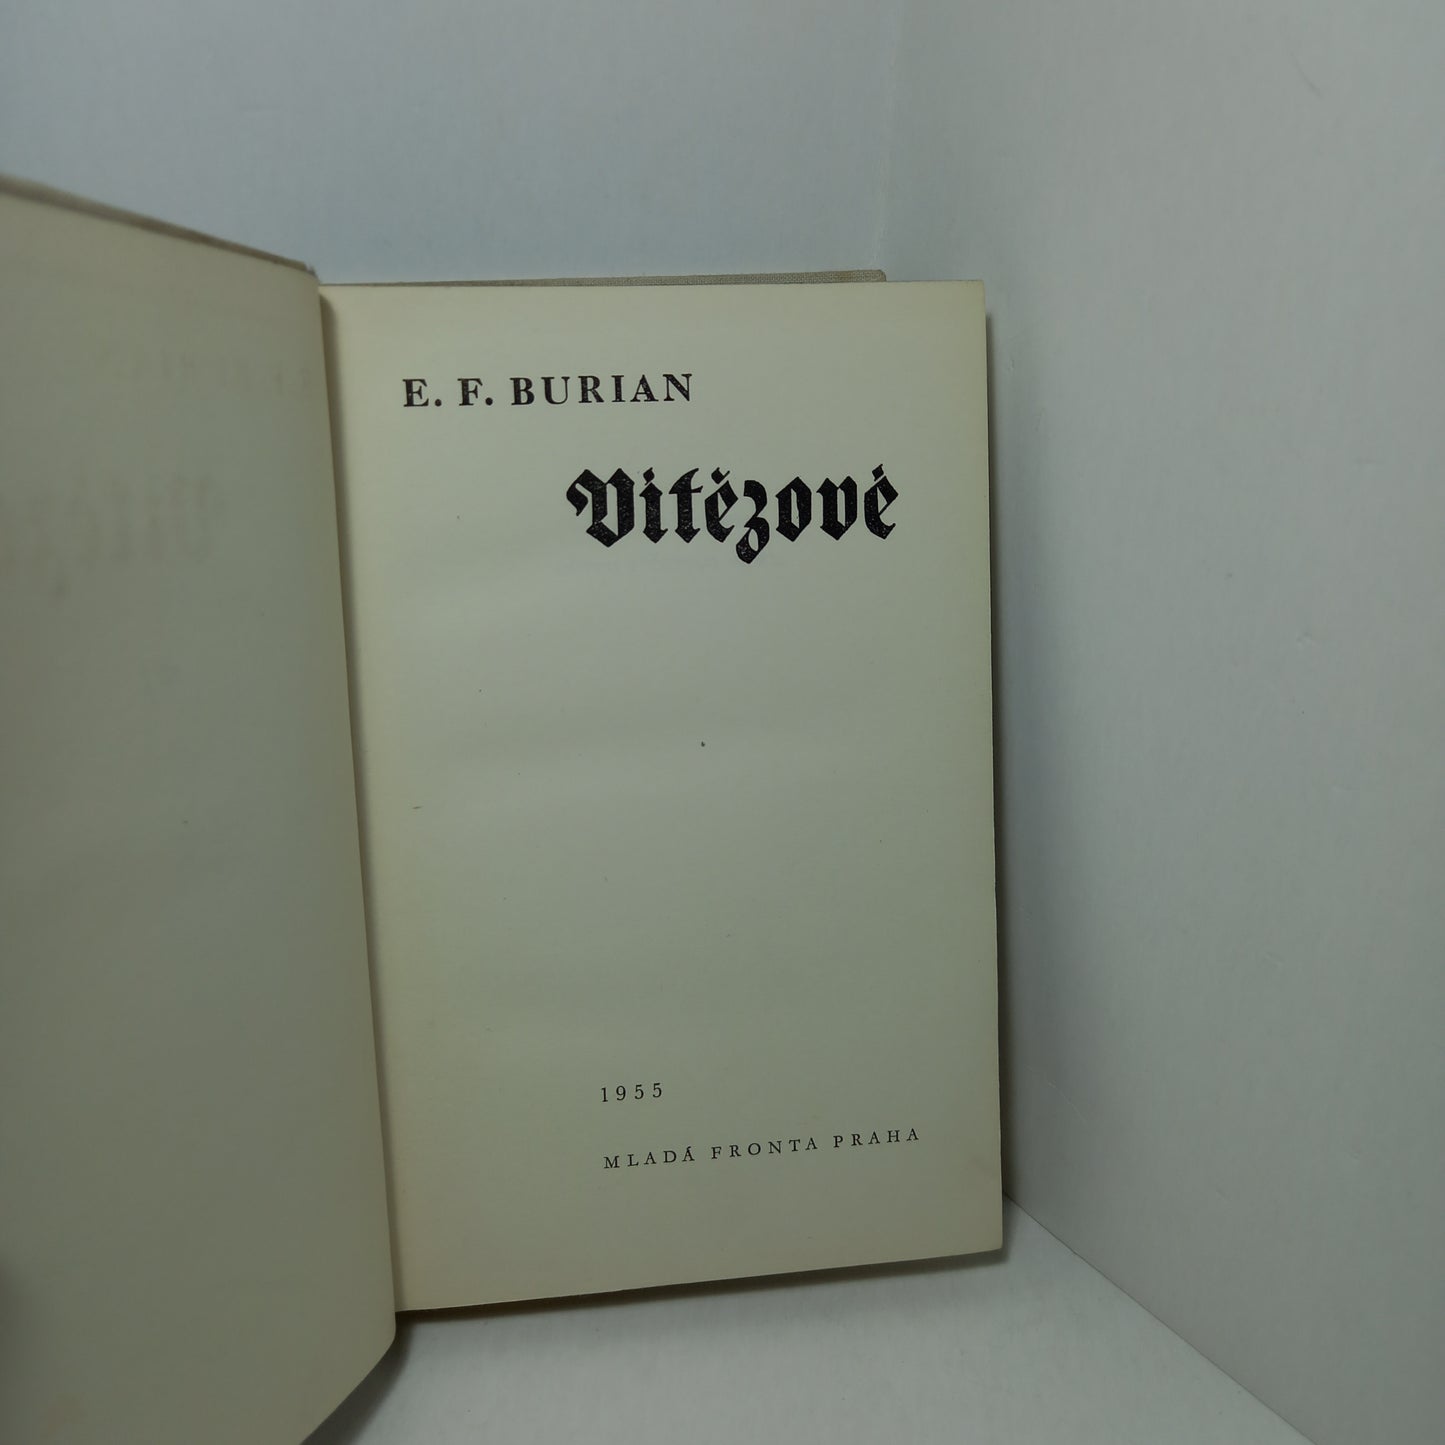 E. F. BURIAN
Vítězové
1955
MLADÁ FRONTA PRAHA